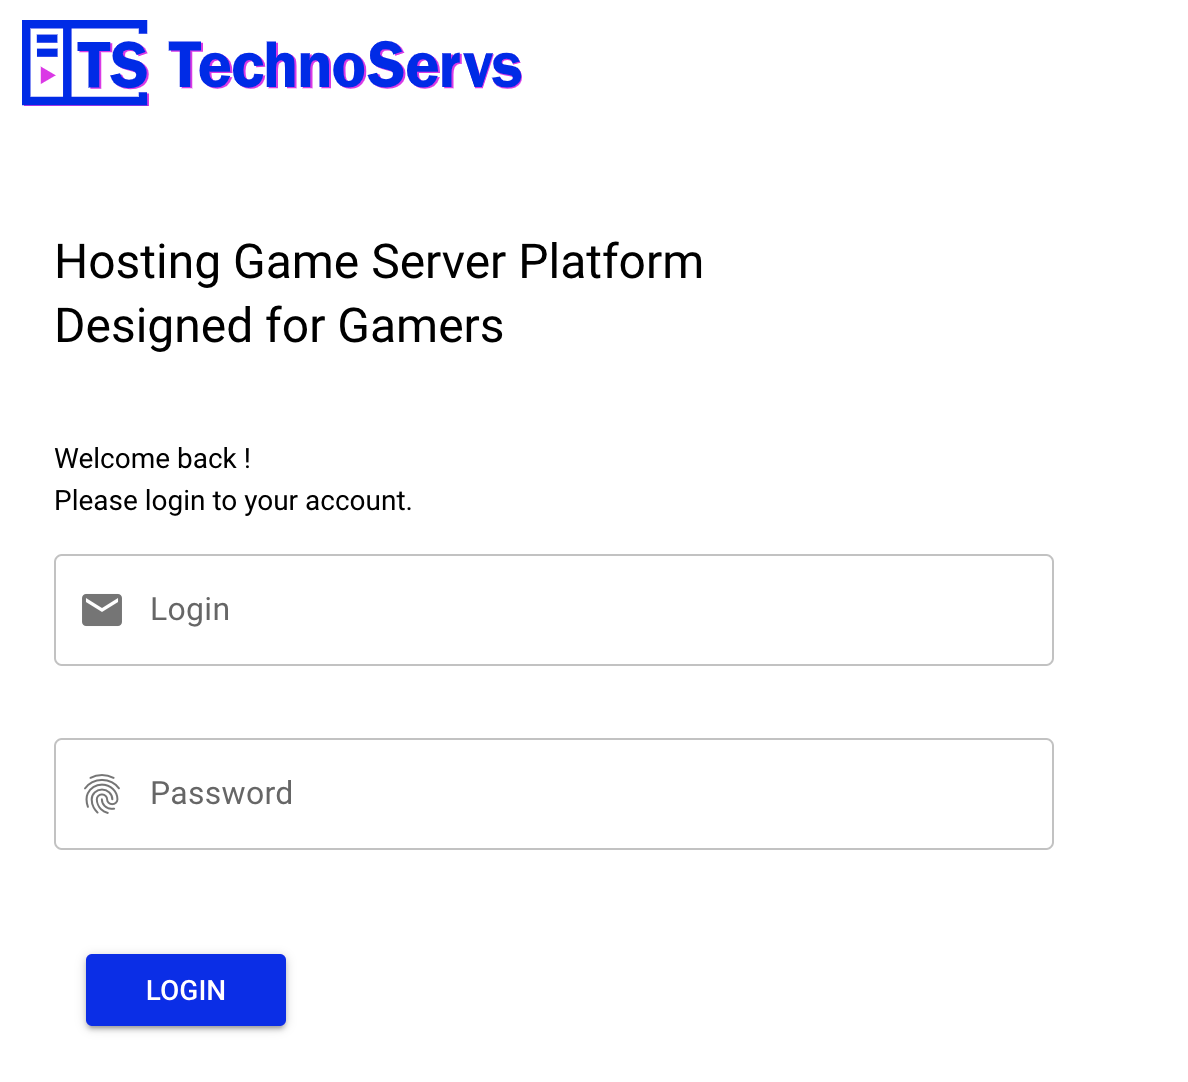 TS TechnoServs
Hosting Game Server Platform
Designed for Gamers
Welcome back !
Please login to your account.
Login
Password
LOGIN